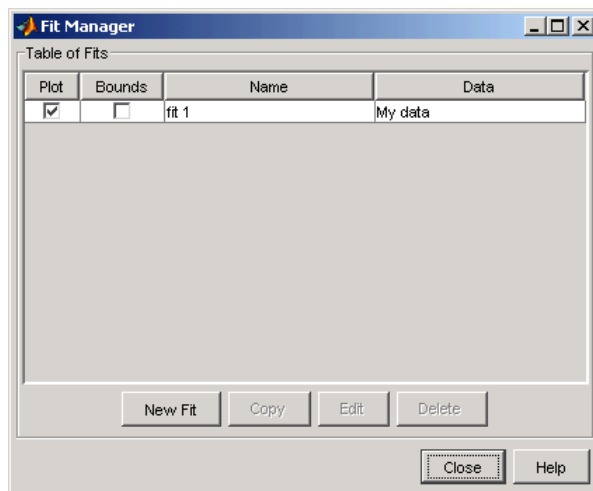 Fit Manager
Table of Fits
Plot Bounds Name Data
fit 1 My data
New Fit Copy Edit Delete
Close Help